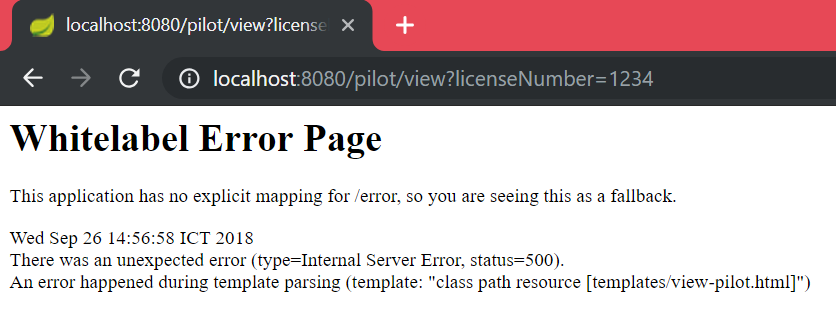 localhost:8080/pilot/view?license
localhost:8080/pilot/view?licenseNumber=1234
Whitelabel Error Page
This application has no explicit mapping for /error, so you are seeing this as a fallback.
Wed Sep 26 14:56:58 ICT 2018
There was an unexpected error (type=Internal Server Error, status=500).
An error happened during template parsing (template: "class path resource [templates/view-pilot.html]")